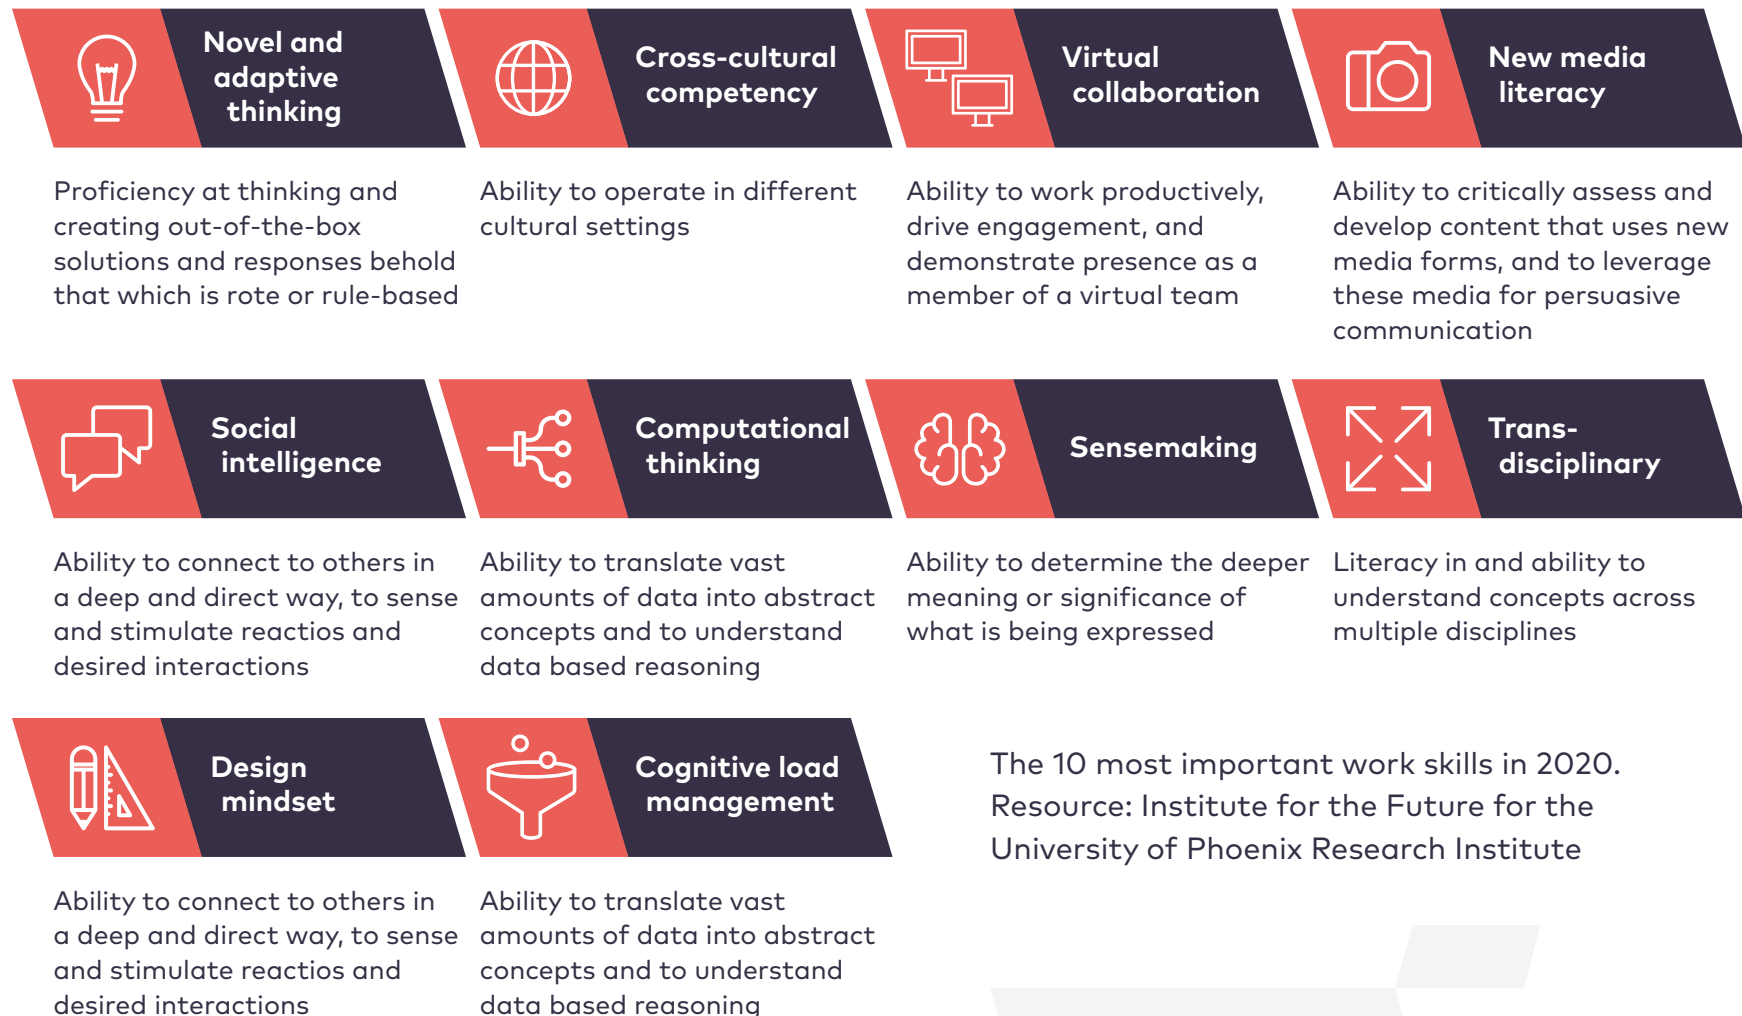 Novel and
adaptive
thinking
Proficiency at thinking and
creating out-of-the-box
solutions and responses behold
that which is rote or rule-based
Cross-cultural
competency
Ability to operate in different
cultural settings
Virtual
collaboration
Ability to work productively,
drive engagement, and
demonstrate presence as a
member of a virtual team
New media
literacy
Ability to critically assess and
develop content that uses new
media forms, and to leverage
these media for persuasive
communication
Social
intelligence
Ability to connect to others in
a deep and direct way, to sense
and stimulate reactios and
desired interactions
Computational
thinking
Ability to translate vast
amounts of data into abstract
concepts and to understand
data based reasoning
Sensemaking
Ability to determine the deeper
meaning or significance of
what is being expressed
Trans-
disciplinary
Literacy in and ability to
understand concepts across
multiple disciplines
Design
mindset
Ability to connect to others in
a deep and direct way, to sense
and stimulate reactios and
desired interactions
Cognitive load
management
Ability to translate vast
amounts of data into abstract
concepts and to understand
data based reasoning
The 10 most important work skills in 2020.
Resource: Institute for the Future for the
University of Phoenix Research Institute